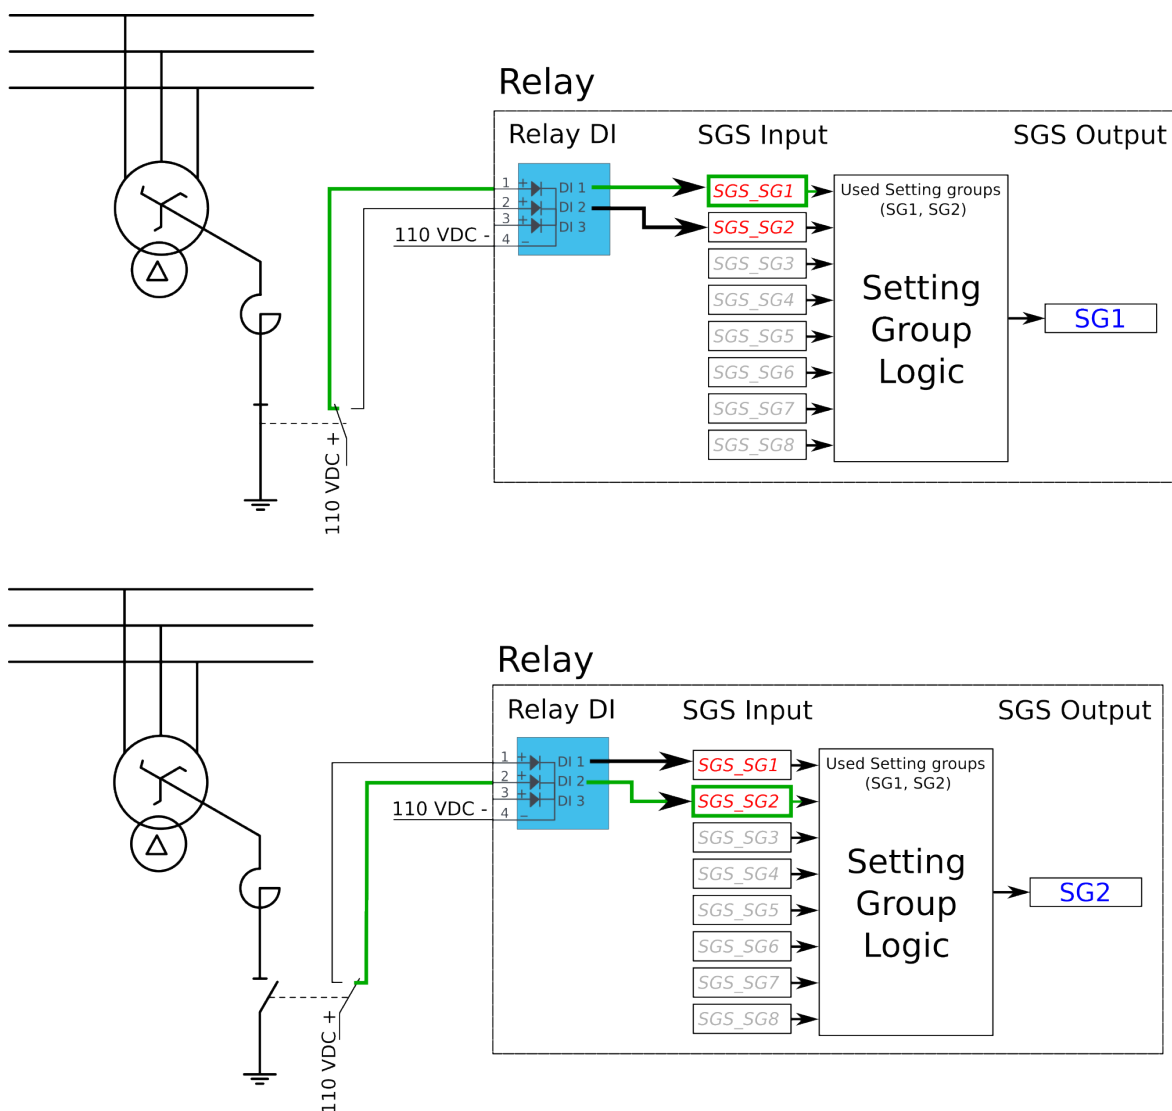 Relay
Relay DI
SGS Input
SGS Output
1 + DI 1
2 + DI 2
3 + DI 3
4 −
110 VDC -
110 VDC +
SGS_SG1
SGS_SG2
SGS_SG3
SGS_SG4
SGS_SG5
SGS_SG6
SGS_SG7
SGS_SG8
Used Setting groups
(SG1, SG2)
Setting
Group
Logic
SG1
Δ
Relay
Relay DI
SGS Input
SGS Output
1 + DI 1
2 + DI 2
3 + DI 3
4 −
110 VDC -
110 VDC +
SGS_SG1
SGS_SG2
SGS_SG3
SGS_SG4
SGS_SG5
SGS_SG6
SGS_SG7
SGS_SG8
Used Setting groups
(SG1, SG2)
Setting
Group
Logic
SG2
Δ